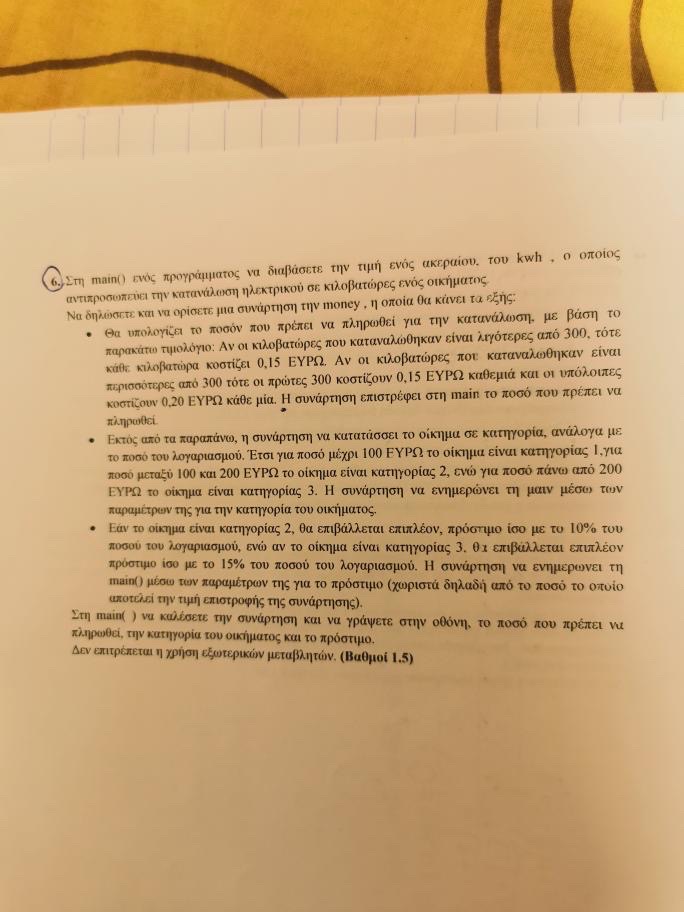 6. Στη main() ενός προγράμματος να διαβάσετε την τιμή ενός ακεραίου, του kwh , ο οποίος
αντιπροσωπεύει την κατανάλωση ηλεκτρικού σε κιλοβατώρες ενός οικήματος.
Να δηλώσετε και να ορίσετε μια συνάρτηση την money , η οποία θα κάνει τα εξής:
• Θα υπολογίζει το ποσόν που πρέπει να πληρωθεί για την κατανάλωση, με βάση το
παρακάτω τιμολόγιο: Αν οι κιλοβατώρες που καταναλώθηκαν είναι λιγότερες από 300, τότε
κάθε κιλοβατώρα κοστίζει 0,15 ΕΥΡΩ. Αν οι κιλοβατώρες που καταναλωθηκαν είναι
περισσότερες από 300 τότε οι πρώτες 300 κοστίζουν 0,15 ΕΥΡΩ καθεμιά και οι υπόλοιπες
κοστίζουν 0,20 ΕΥΡΩ κάθε μία. Η συνάρτηση επιστρέφει στη main το ποσό που πρέπει να
πληρωθεί.
• Εκτός από τα παραπάνω, η συνάρτηση να κατατάσσει το οίκημα σε κατηγορία, ανάλογα με
το ποσό του λογαριασμού. Έτσι για ποσό μέχρι 100 ΕΥΡΩ το οίκημα είναι κατηγορίας 1,για
ποσό μεταξύ 100 και 200 ΕΥΡΩ το οίκημα είναι κατηγορίας 2, ενώ για ποσό πάνω από 200
ΕΥΡΩ το οίκημα είναι κατηγορίας 3. Η συνάρτηση να ενημερώνει τη μαιν μέσω των
παραμέτρων της για την κατηγορία του οικήματος.
• Εάν το οίκημα είναι κατηγορίας 2, θα επιβάλλεται επιπλέον, πρόστιμο ίσο με το 10% του
ποσού του λογαριασμού, ενώ αν το οίκημα είναι κατηγορίας 3, θα επιβάλλεται επιπλέον
πρόστιμο ίσο με το 15% του ποσού του λογαριασμού. Η συνάρτηση να ενημερωνει τη
main() μέσω των παραμέτρων της για το πρόστιμο (χωριστά δηλαδή από το ποσό το οποίο
αποτελεί την τιμή επιστροφής της συνάρτησης).
Στη main( ) να καλέσετε την συνάρτηση και να γράψετε στην οθόνη, το ποσό που πρέπει να
πληρωθεί, την κατηγορία του οικήματος και το πρόστιμο.
Δεν επιτρέπεται η χρήση εξωτερικών μεταβλητών. (Βαθμοί 1.5)